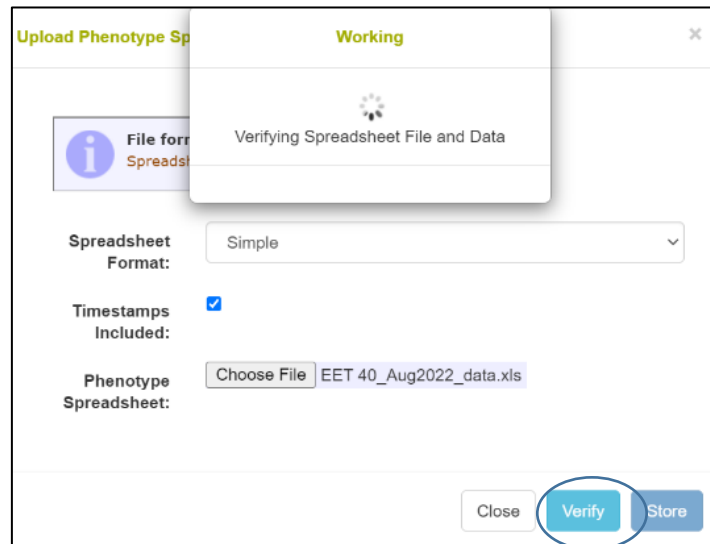 Upload Phenotype Sp
Working
×
Verifying Spreadsheet File and Data
i
File forr
Spreadsh
Spreadsheet
Format:
Simple
Timestamps
Included:
Phenotype
Spreadsheet:
Choose File EET 40_Aug2022_data.xls
Close Verify Store